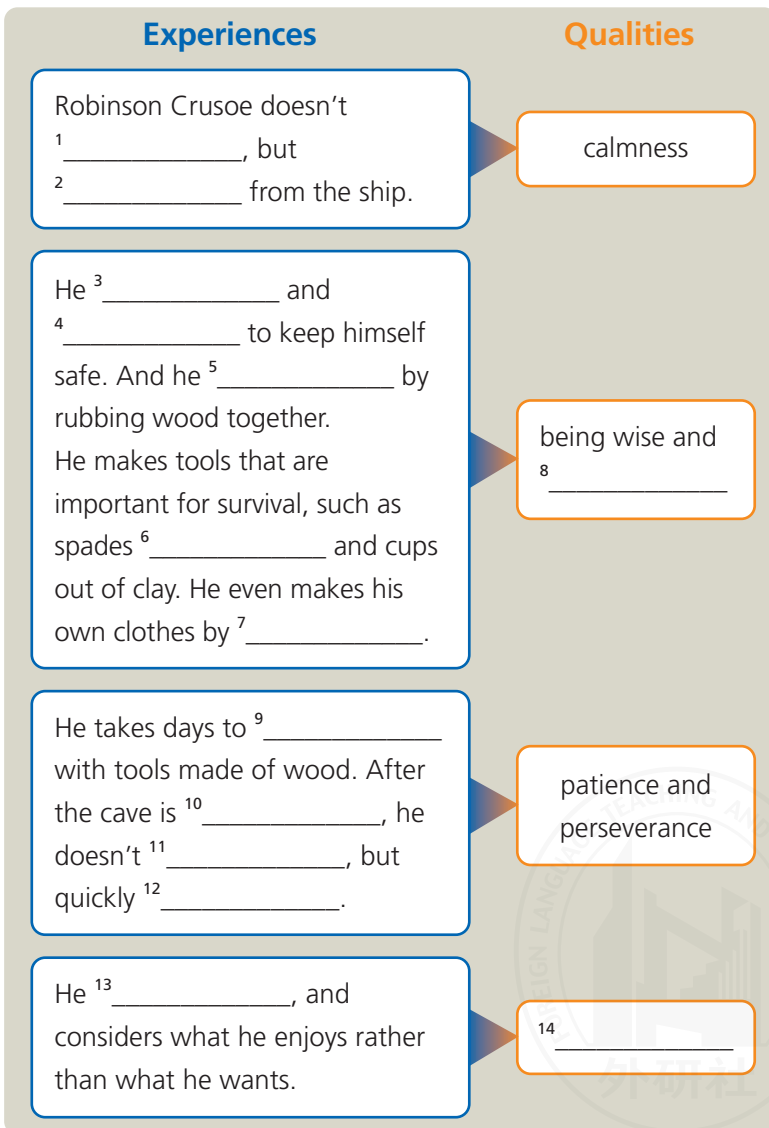 Experiences
Qualities
Robinson Crusoe doesn't
1______________, but
2______________ from the ship.
calmness
He 3______________ and
4______________ to keep himself
safe. And he 5______________ by
rubbing wood together.
He makes tools that are
important for survival, such as
spades 6______________ and cups
out of clay. He even makes his
own clothes by 7______________.
being wise and
8______________
He takes days to 9______________
with tools made of wood. After
the cave is 10______________, he
doesn't 11______________, but
quickly 12______________.
patience and
perseverance
He 13______________, and
considers what he enjoys rather
than what he wants.
14______________
FOREIGN LANGUAGE TEACHING AND
外研社